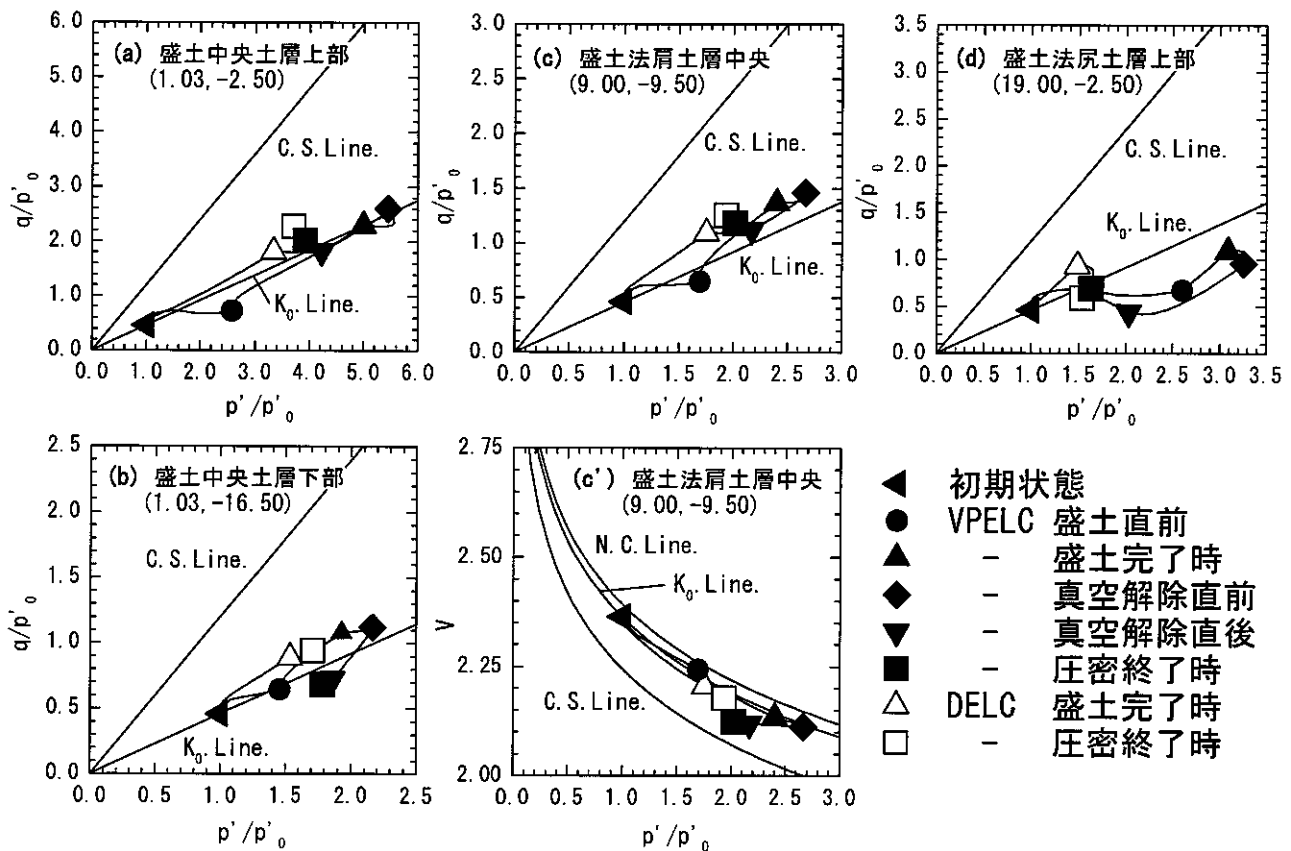 (a) 盛土中央土層上部
(1.03,-2.50)
C.S.Line.
K₀.Line.
q/p'₀
6.0
5.0
4.0
3.0
2.0
1.0
0.0
0.0 1.0 2.0 3.0 4.0 5.0 6.0
p'/p'₀
(c) 盛土法肩土層中央
(9.00,-9.50)
C.S.Line.
K₀.Line.
q/p'₀
3.0
2.5
2.0
1.5
1.0
0.5
0.0
0.0 0.5 1.0 1.5 2.0 2.5 3.0
p'/p'₀
(d) 盛土法尻土層上部
(19.00,-2.50)
C.S.Line.
K₀.Line.
q/p'₀
3.5
3.0
2.5
2.0
1.5
1.0
0.5
0.0
0.0 0.5 1.0 1.5 2.0 2.5 3.0 3.5
p'/p'₀
(b) 盛土中央土層下部
(1.03,-16.50)
C.S.Line.
K₀.Line.
q/p'₀
2.5
2.0
1.5
1.0
0.5
0.0
0.0 0.5 1.0 1.5 2.0 2.5
p'/p'₀
(c') 盛土法肩土層中央
(9.00,-9.50)
N.C.Line.
K₀.Line.
C.S.Line.
V
2.75
2.50
2.25
2.00
0.0 0.5 1.0 1.5 2.0 2.5 3.0
p'/p'₀
初期状態
VPELC 盛土直前
- 盛土完了時
- 真空解除直前
- 真空解除直後
- 圧密終了時
DELC 盛土完了時
- 圧密終了時